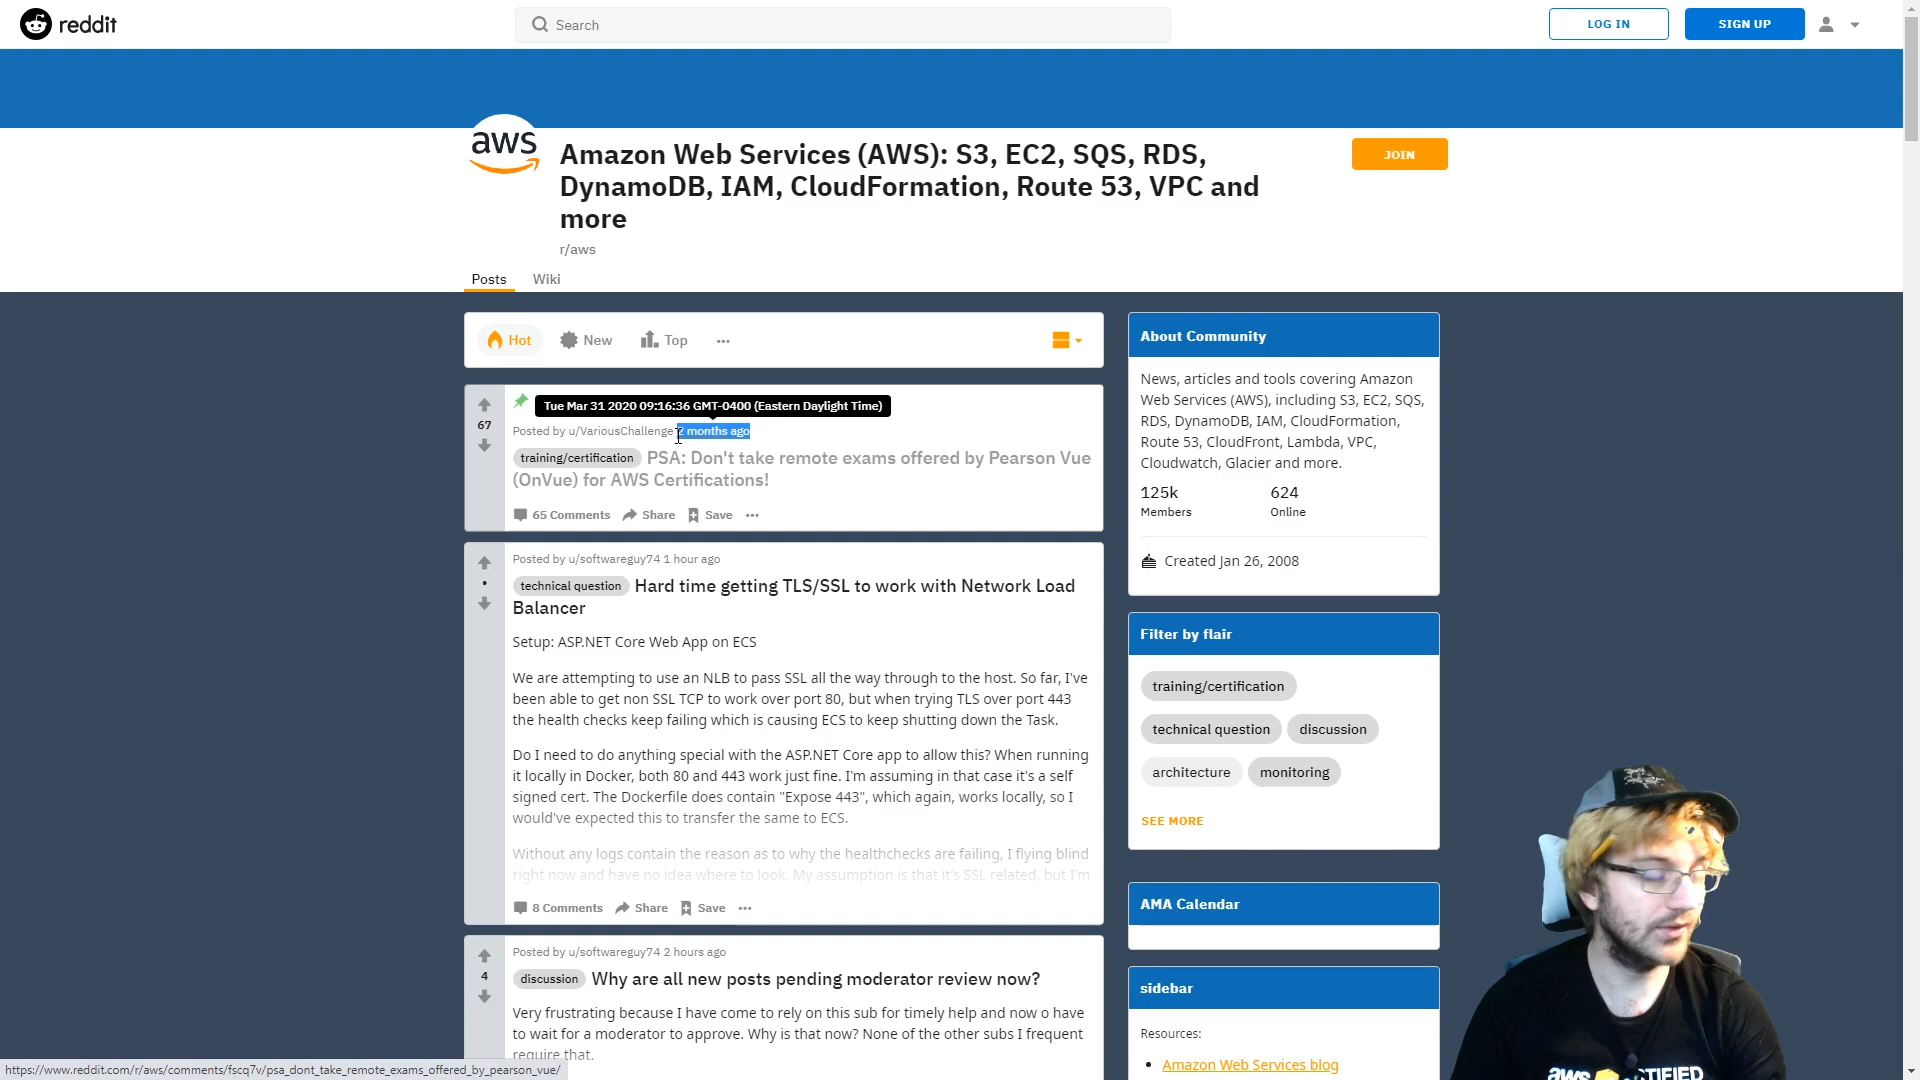 reddit
Search
LOG IN
SIGN UP
aws
Amazon Web Services (AWS): S3, EC2, SQS, RDS,
DynamoDB, IAM, CloudFormation, Route 53, VPC and
more
JOIN
r/aws
Posts
Wiki
Hot
New
Top
Tue Mar 31 2020 09:16:36 GMT-0400 (Eastern Daylight Time)
67
Posted by u/VariousChallenge 2 months ago
training/certification PSA: Don't take remote exams offered by Pearson Vue
(OnVue) for AWS Certifications!
65 Comments Share Save
Posted by u/softwareguy74 1 hour ago
technical question Hard time getting TLS/SSL to work with Network Load
Balancer
Setup: ASP.NET Core Web App on ECS
We are attempting to use an NLB to pass SSL all the way through to the host. So far, I've
been able to get non SSL TCP to work over port 80, but when trying TLS over port 443
the health checks keep failing which is causing ECS to keep shutting down the Task.
Do I need to do anything special with the ASP.NET Core app to allow this? When running
it locally in Docker, both 80 and 443 work just fine. I'm assuming in that case it's a self
signed cert. The Dockerfile does contain "Expose 443", which again, works locally, so I
would've expected this to transfer the same to ECS.
Without any logs contain the reason as to why the healthchecks are failing, I flying blind
right now and have no idea where to look. My assumption is that it's SSL related, but I'm
8 Comments Share Save
Posted by u/softwareguy74 2 hours ago
4
discussion Why are all new posts pending moderator review now?
Very frustrating because I have come to rely on this sub for timely help and now o have
to wait for a moderator to approve. Why is that now? None of the other subs I frequent
require that.
https://www.reddit.com/r/aws/comments/fscq7v/psa_dont_take_remote_exams_offered_by_pearson_vue/
About Community
News, articles and tools covering Amazon
Web Services (AWS), including S3, EC2, SQS,
RDS, DynamoDB, IAM, CloudFormation,
Route 53, CloudFront, Lambda, VPC,
Cloudwatch, Glacier and more.
125k 624
Members Online
Created Jan 26, 2008
Filter by flair
training/certification
technical question discussion
architecture monitoring
SEE MORE
AMA Calendar
sidebar
Resources:
Amazon Web Services blog